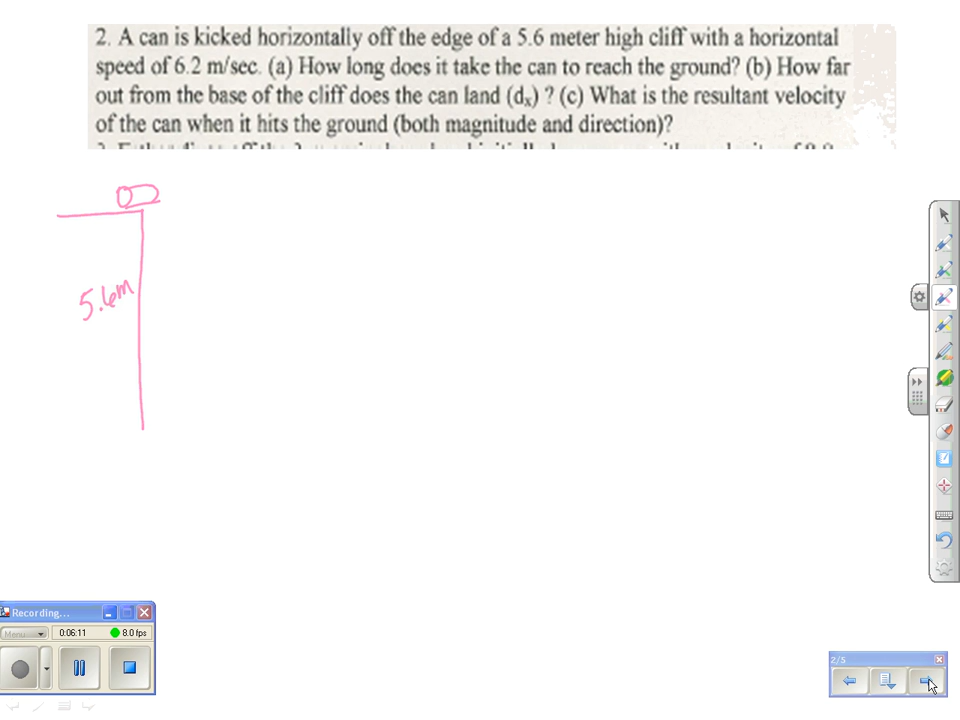 2. A can is kicked horizontally off the edge of a 5.6 meter high cliff with a horizontal
speed of 6.2 m/sec. (a) How long does it take the can to reach the ground? (b) How far
out from the base of the cliff does the can land (dₓ) ? (c) What is the resultant velocity
of the can when it hits the ground (both magnitude and direction)?
5.6m
Recording...
Menu
0:06:11
8.0 fps
2/5